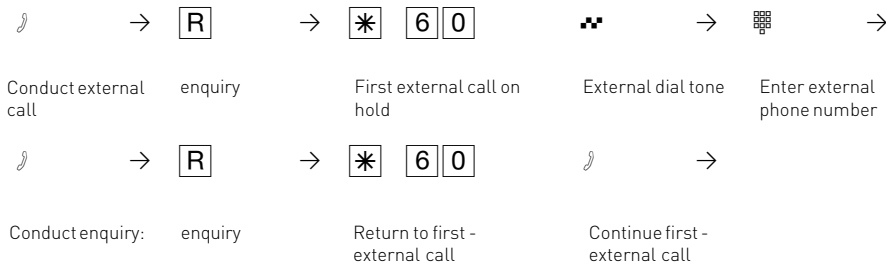 R * 6 0
Conduct external call enquiry First external call on hold External dial tone Enter external phone number
R * 6 0
Conduct enquiry: enquiry Return to first - external call Continue first - external call